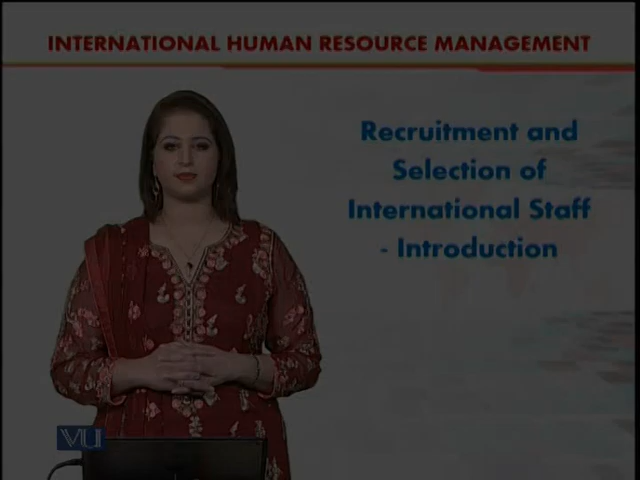 INTERNATIONAL HUMAN RESOURCE MANAGEMENT
Recruitment and
Selection of
International Staff
- Introduction
VU